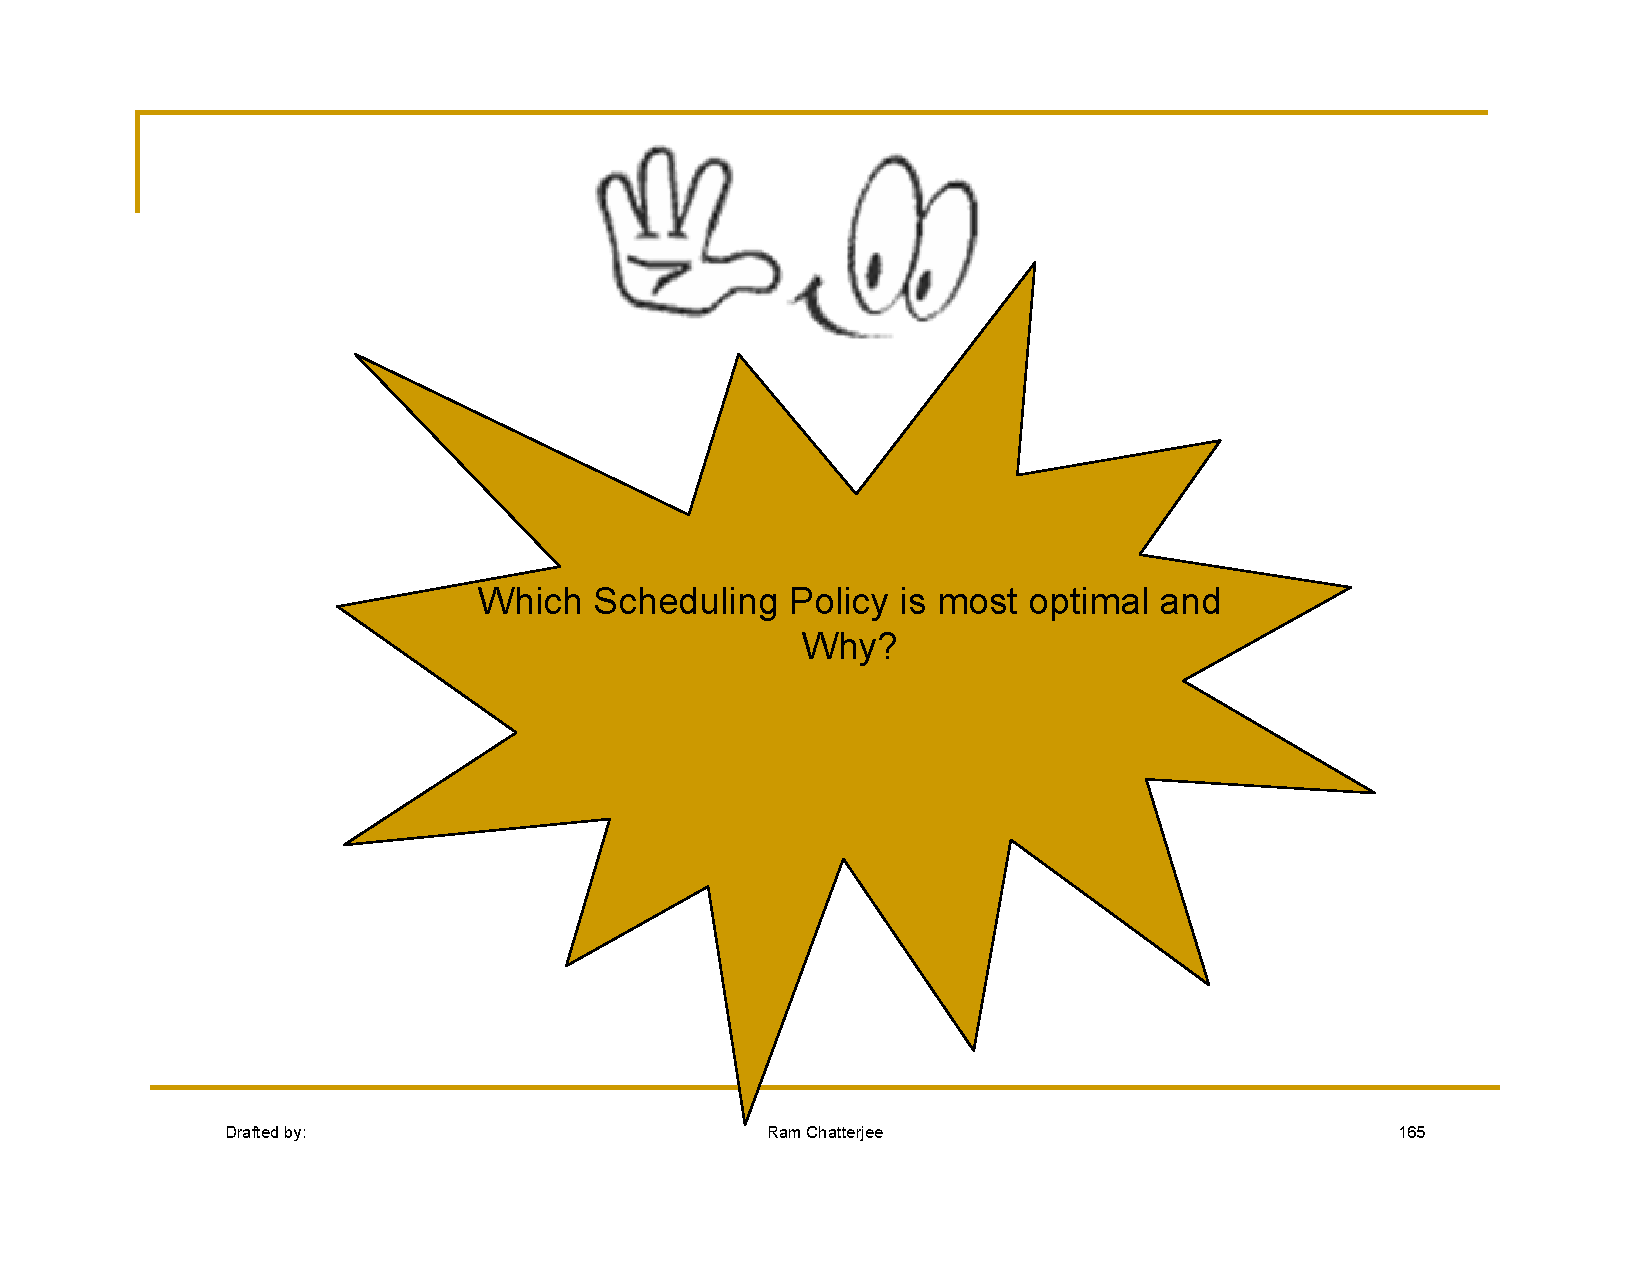 Which Scheduling Policy is most optimal and
Why?
Drafted by:
Ram Chatterjee
165